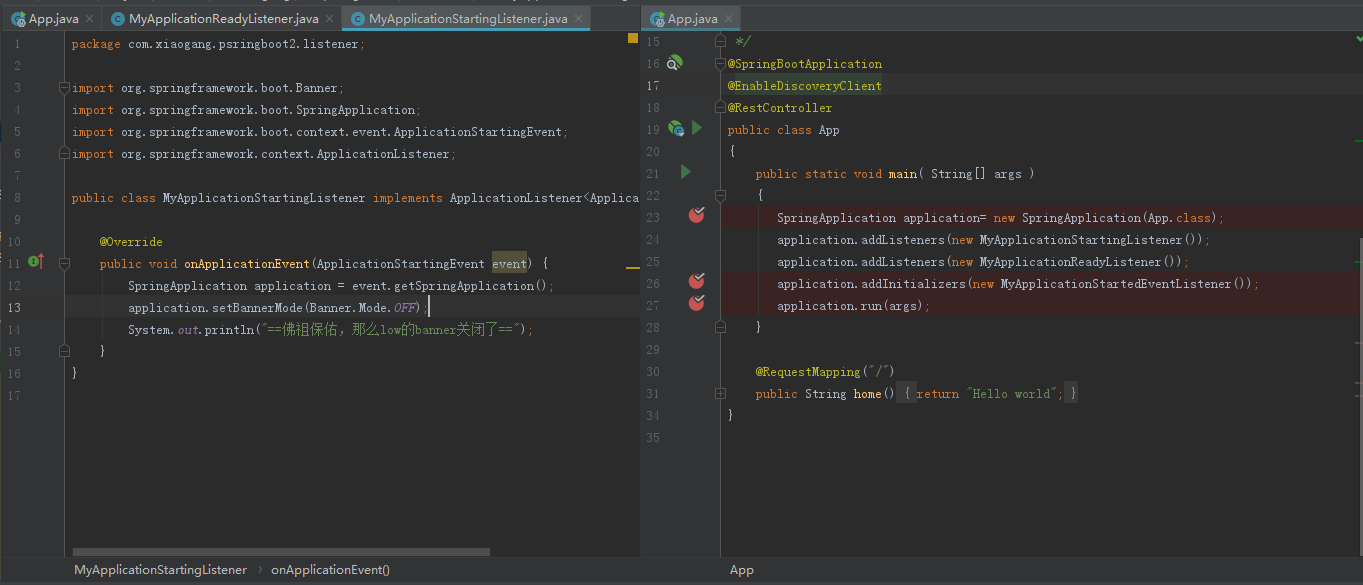 App.java MyApplicationReadyListener.java MyApplicationStartingListener.java
1 package com.xiaogang.psringboot2.listener;
2
3 import org.springframework.boot.Banner;
4 import org.springframework.boot.SpringApplication;
5 import org.springframework.boot.context.event.ApplicationStartingEvent;
6 import org.springframework.context.ApplicationListener;
7
8 public class MyApplicationStartingListener implements ApplicationListener<Applica
9
10 @Override
11 public void onApplicationEvent(ApplicationStartingEvent event) {
12 SpringApplication application = event.getSpringApplication();
13 application.setBannerMode(Banner.Mode.OFF);
14 System.out.println("==佛祖保佑，那么low的banner关闭了==");
15 }
16 }
17
MyApplicationStartingListener › onApplicationEvent()
App.java
15 */
16 @SpringBootApplication
17 @EnableDiscoveryClient
18 @RestController
19 public class App
20 {
21 public static void main( String[] args )
22 {
23 SpringApplication application= new SpringApplication(App.class);
24 application.addListeners(new MyApplicationStartingListener());
25 application.addListeners(new MyApplicationReadyListener());
26 application.addInitializers(new MyApplicationStartedEventListener());
27 application.run(args);
28 }
29
30 @RequestMapping("/")
31 public String home() { return "Hello world"; }
34 }
35
App